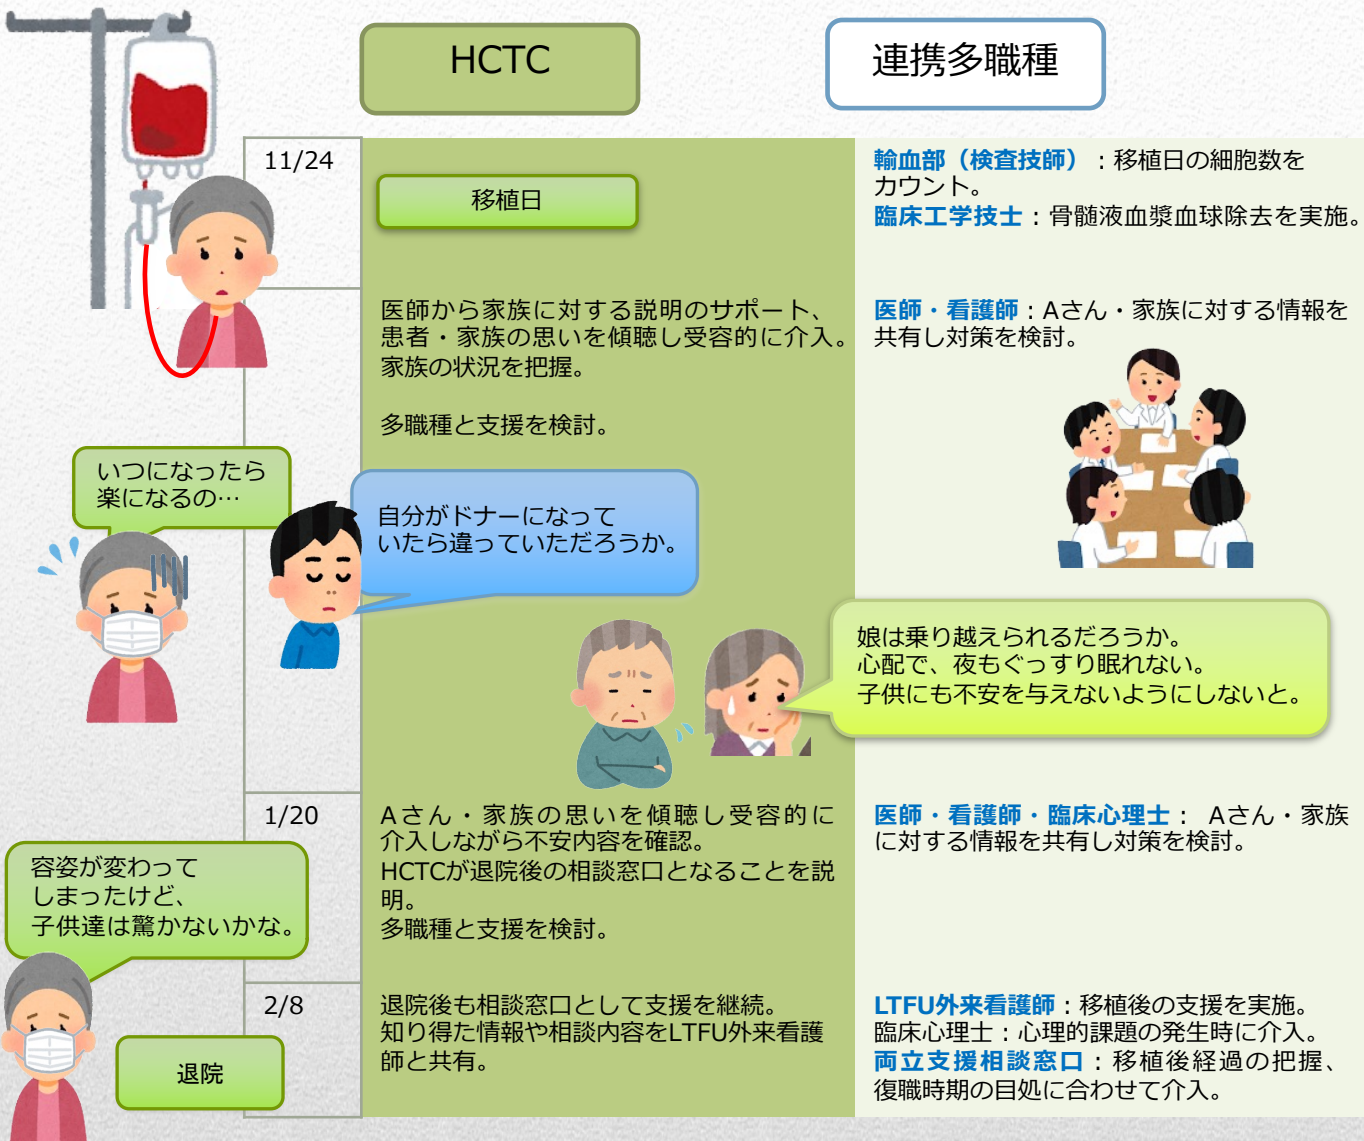 HCTC
連携多職種
11/24
移植日
輸血部（検査技師）：移植日の細胞数を
カウント。
臨床工学技士：骨髄液血漿血球除去を実施。
医師から家族に対する説明のサポート、
患者・家族の思いを傾聴し受容的に介入。
家族の状況を把握。
多職種と支援を検討。
医師・看護師：Aさん・家族に対する情報を
共有し対策を検討。
いつになったら
楽になるの…
自分がドナーになって
いたら違っていただろうか。
娘は乗り越えられるだろうか。
心配で、夜もぐっすり眠れない。
子供にも不安を与えないようにしないと。
1/20
Aさん・家族の思いを傾聴し受容的に
介入しながら不安内容を確認。
HCTCが退院後の相談窓口となることを説
明。
多職種と支援を検討。
医師・看護師・臨床心理士： Aさん・家族
に対する情報を共有し対策を検討。
容姿が変わって
しまったけど、
子供達は驚かないかな。
2/8
退院
退院後も相談窓口として支援を継続。
知り得た情報や相談内容をLTFU外来看護
師と共有。
LTFU外来看護師：移植後の支援を実施。
臨床心理士：心理的課題の発生時に介入。
両立支援相談窓口：移植後経過の把握、
復職時期の目処に合わせて介入。